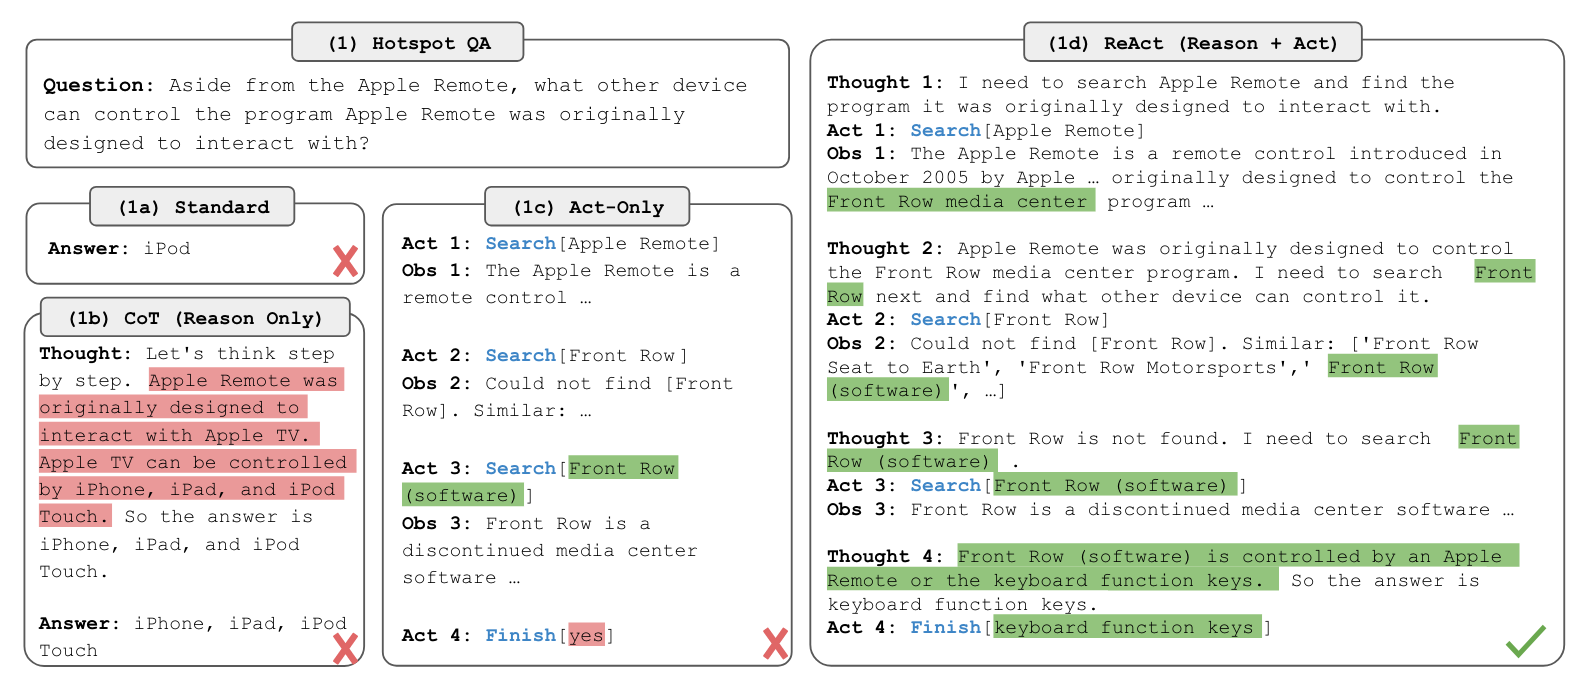 (1) Hotspot QA
Question: Aside from the Apple Remote, what other device
can control the program Apple Remote was originally
designed to interact with?
(1a) Standard
Answer: iPod
(1b) CoT (Reason Only)
Thought: Let's think step
by step. Apple Remote was
originally designed to
interact with Apple TV.
Apple TV can be controlled
by iPhone, iPad, and iPod
Touch. So the answer is
iPhone, iPad, and iPod
Touch.
Answer: iPhone, iPad, iPod
Touch
(1c) Act-Only
Act 1: Search[Apple Remote]
Obs 1: The Apple Remote is a
remote control …
Act 2: Search[Front Row]
Obs 2: Could not find [Front
Row]. Similar: …
Act 3: Search[Front Row
(software)]
Obs 3: Front Row is a
discontinued media center
software …
Act 4: Finish[yes]
(1d) ReAct (Reason + Act)
Thought 1: I need to search Apple Remote and find the
program it was originally designed to interact with.
Act 1: Search[Apple Remote]
Obs 1: The Apple Remote is a remote control introduced in
October 2005 by Apple … originally designed to control the
Front Row media center program …
Thought 2: Apple Remote was originally designed to control
the Front Row media center program. I need to search Front
Row next and find what other device can control it.
Act 2: Search[Front Row]
Obs 2: Could not find [Front Row]. Similar: ['Front Row
Seat to Earth', 'Front Row Motorsports',' Front Row
(software)', …]
Thought 3: Front Row is not found. I need to search Front
Row (software) .
Act 3: Search[Front Row (software)]
Obs 3: Front Row is a discontinued media center software …
Thought 4: Front Row (software) is controlled by an Apple
Remote or the keyboard function keys. So the answer is
keyboard function keys.
Act 4: Finish[keyboard function keys]